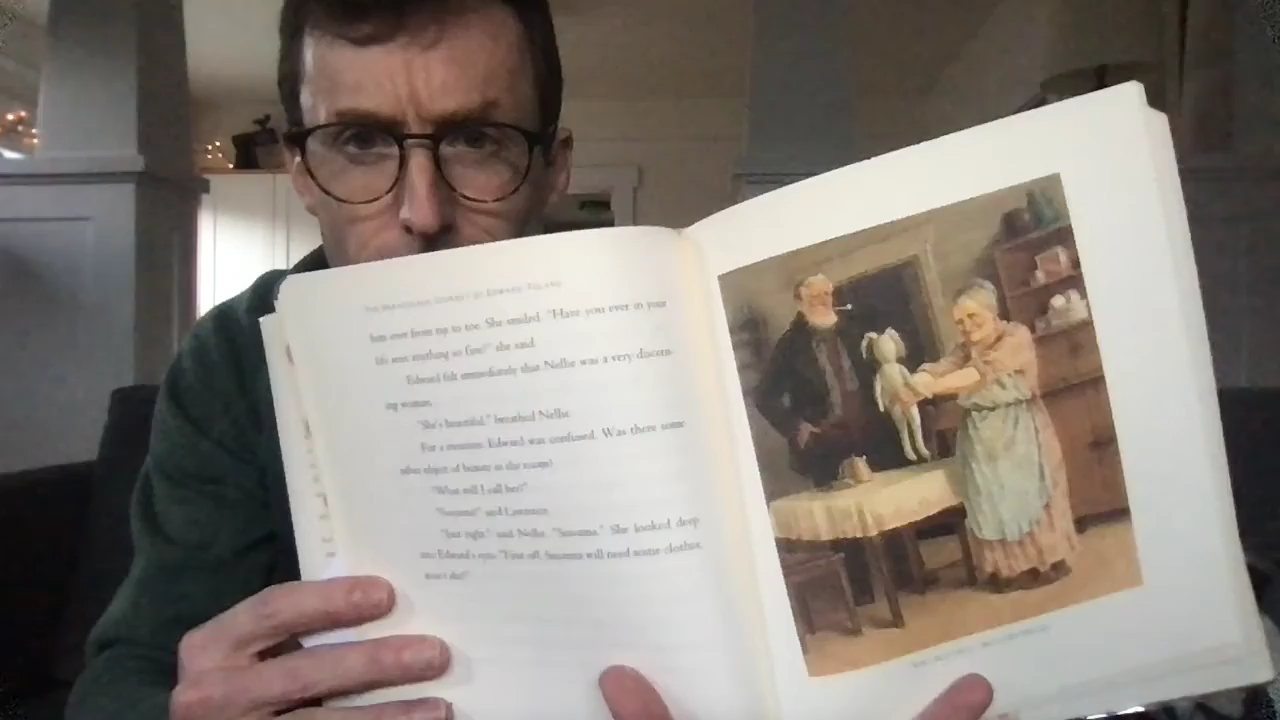 THE MIRACULOUS JOURNEY OF EDWARD TULANE
him over from tip to toe. She smiled. "Have you ever in your
life seen anything so fine?" she said.
Edward felt immediately that Nellie was a very discern-
ing woman.
"She's beautiful," breathed Nellie.
For a moment, Edward was confused. Was there some
other object of beauty in the room?
"What will I call her?"
"Susanna?" said Lawrence.
"Just right," said Nellie. "Susanna." She looked deep
into Edward's eyes. "First off, Susanna will need some clothes,
won't she?"